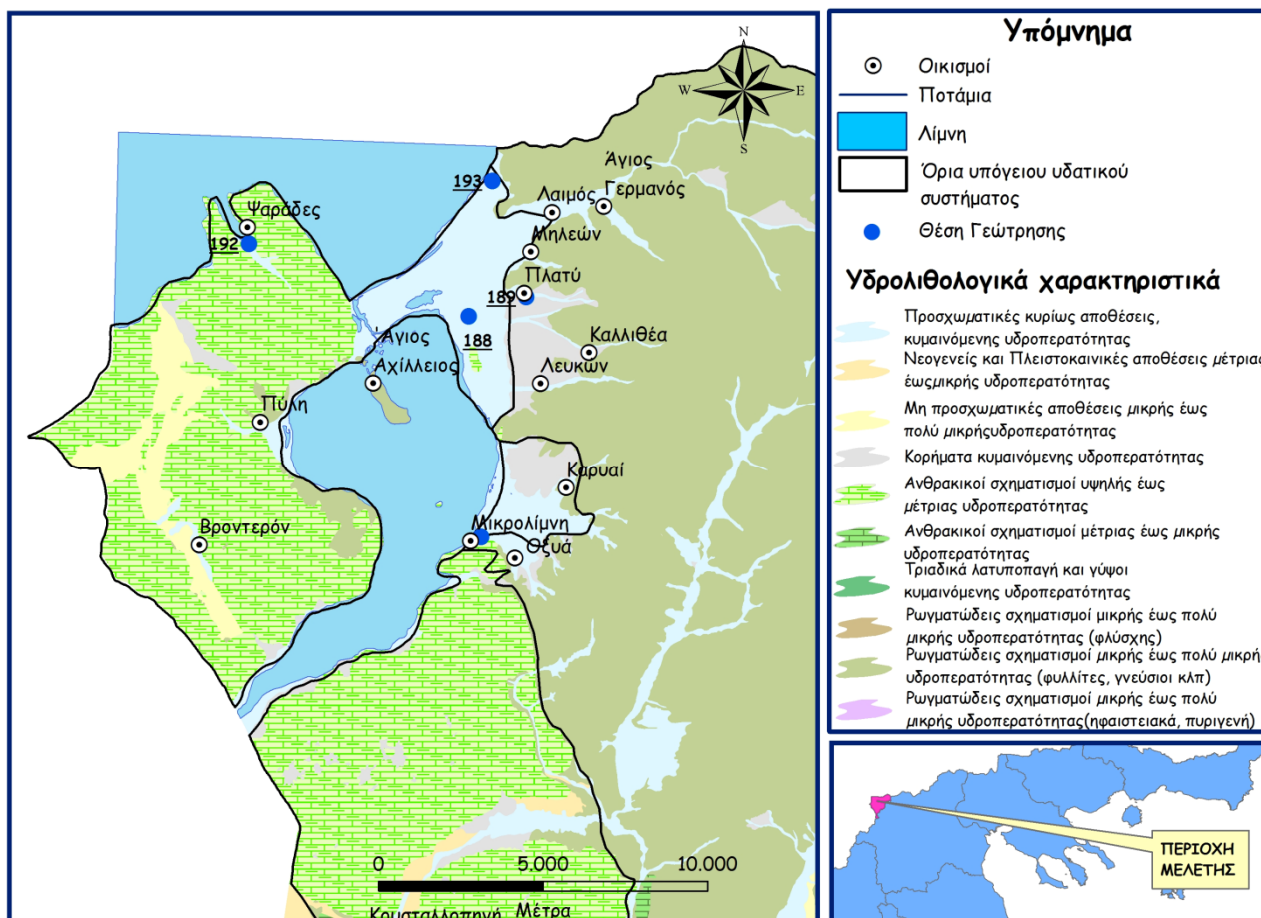 N
W
E
S
Άγιος
Γερμανός
193
Λαιμός
Ψαράδες
192
Μηλεών
Πλατύ
189
188
Άγιος
Αχίλλειος
Καλλιθέα
Λευκών
Πύλη
Καρυαί
Μικρολίμνη
Οξυά
Βροντερόν
0 5.000 10.000
Κρυσταλλοπηγή Μέτρα
Υπόμνημα
Οικισμοί
Ποτάμια
Λίμνη
Όρια υπόγειου υδατικού
συστήματος
Θέση Γεώτρησης
Υδρολιθολογικά χαρακτηριστικά
Προσχωματικές κυρίως αποθέσεις,
κυμαινόμενης υδροπερατότητας
Νεογενείς και Πλειστοκαινικές αποθέσεις μέτριας
έωςμικρής υδροπερατότητας
Μη προσχωματικές αποθέσεις μικρής έως
πολύ μικρήςυδροπερατότητας
Κορήματα κυμαινόμενης υδροπερατότητας
Ανθρακικοί σχηματισμοί υψηλής έως
μέτριας υδροπερατότητας
Ανθρακικοί σχηματισμοί μέτριας έως μικρής
υδροπερατότητας
Τριαδικά λατυποπαγή και γύψοι
κυμαινόμενης υδροπερατότητας
Ρωγματώδεις σχηματισμοί μικρής έως πολύ
μικρής υδροπερατότητας (φλύσχης)
Ρωγματώδεις σχηματισμοί μικρής έως πολύ μικρής
υδροπερατότητας (φυλλίτες, γνεύσιοι κλπ)
Ρωγματώδεις σχηματισμοί μικρής έως πολύ
μικρής υδροπερατότητας(ηφαιστειακά, πυριγενή)
ΠΕΡΙΟΧΗ
ΜΕΛΕΤΗΣ